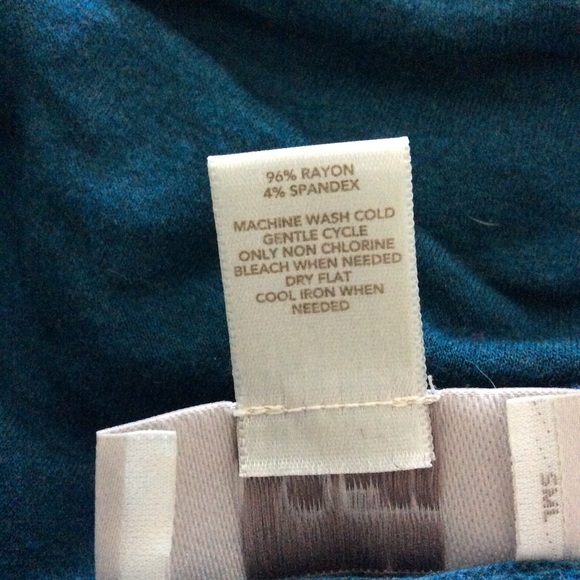 96% RAYON
4% SPANDEX
MACHINE WASH COLD
GENTLE CYCLE
ONLY NON CHLORINE
BLEACH WHEN NEEDED
DRY FLAT
COOL IRON WHEN
NEEDED
SML